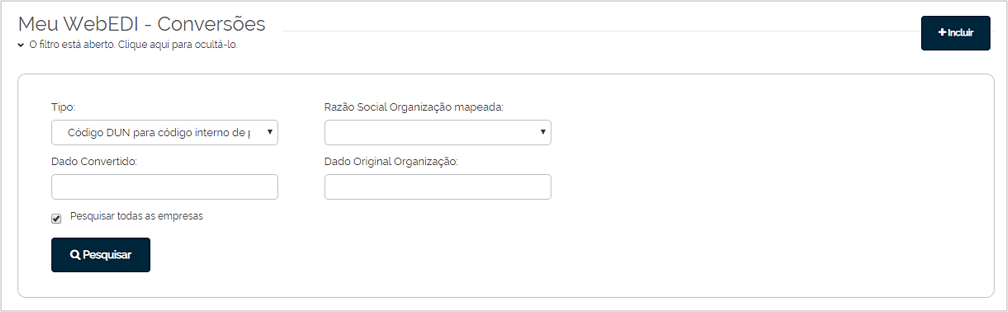 Meu WebEDI - Conversões
O filtro está aberto. Clique aqui para ocultá-lo.
+ Incluir
Tipo:
Razão Social Organização mapeada:
Código DUN para código interno de p
Dado Convertido:
Dado Original Organização:
Pesquisar todas as empresas
Pesquisar